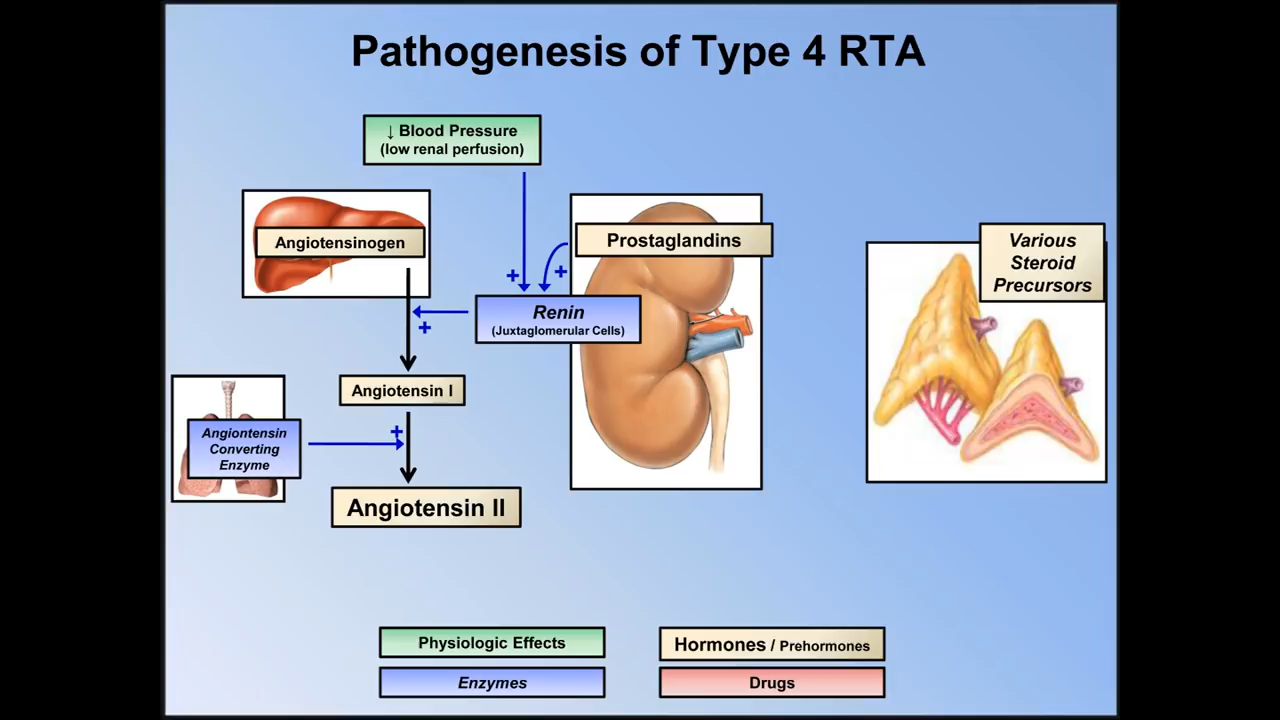 Pathogenesis of Type 4 RTA
↓ Blood Pressure
(low renal perfusion)
Angiotensinogen
Prostaglandins
Various
Steroid
Precursors
+
+
Renin
(Juxtaglomerular Cells)
+
Angiotensin I
Angiontensin
Converting
Enzyme
+
Angiotensin II
Physiologic Effects
Hormones / Prehormones
Enzymes
Drugs